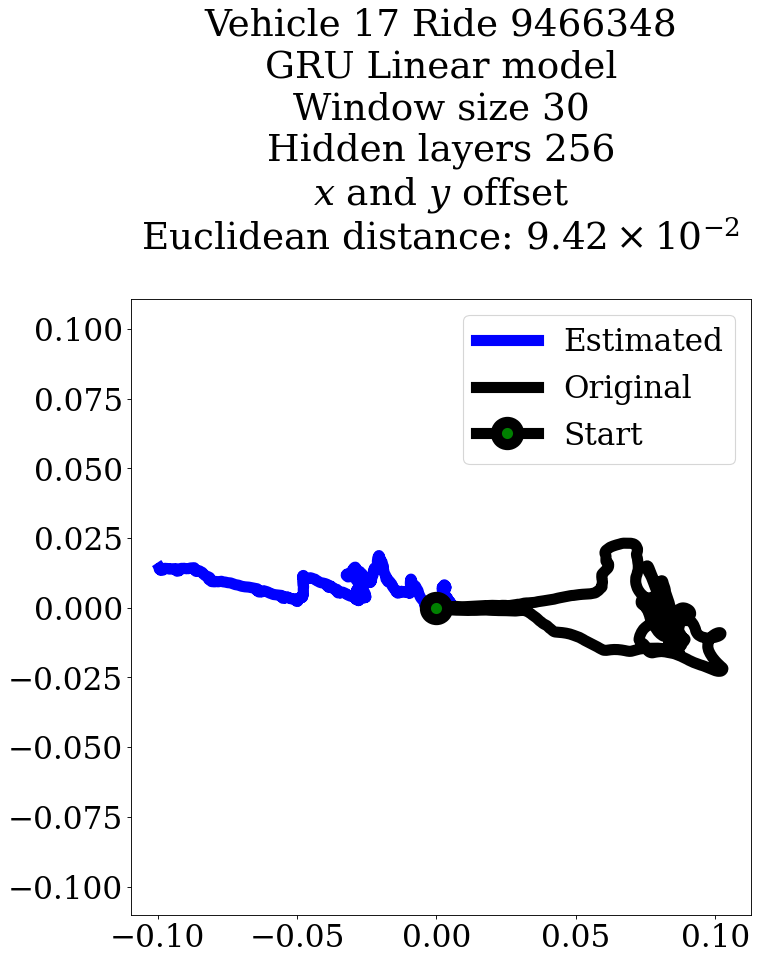 Vehicle 17 Ride 9466348
GRU Linear model
Window size 30
Hidden layers 256
x and y offset
Euclidean distance: 9.42 × 10⁻²
Estimated
Original
Start
0.100
0.075
0.050
0.025
0.000
−0.025
−0.050
−0.075
−0.100
−0.10 −0.05 0.00 0.05 0.10